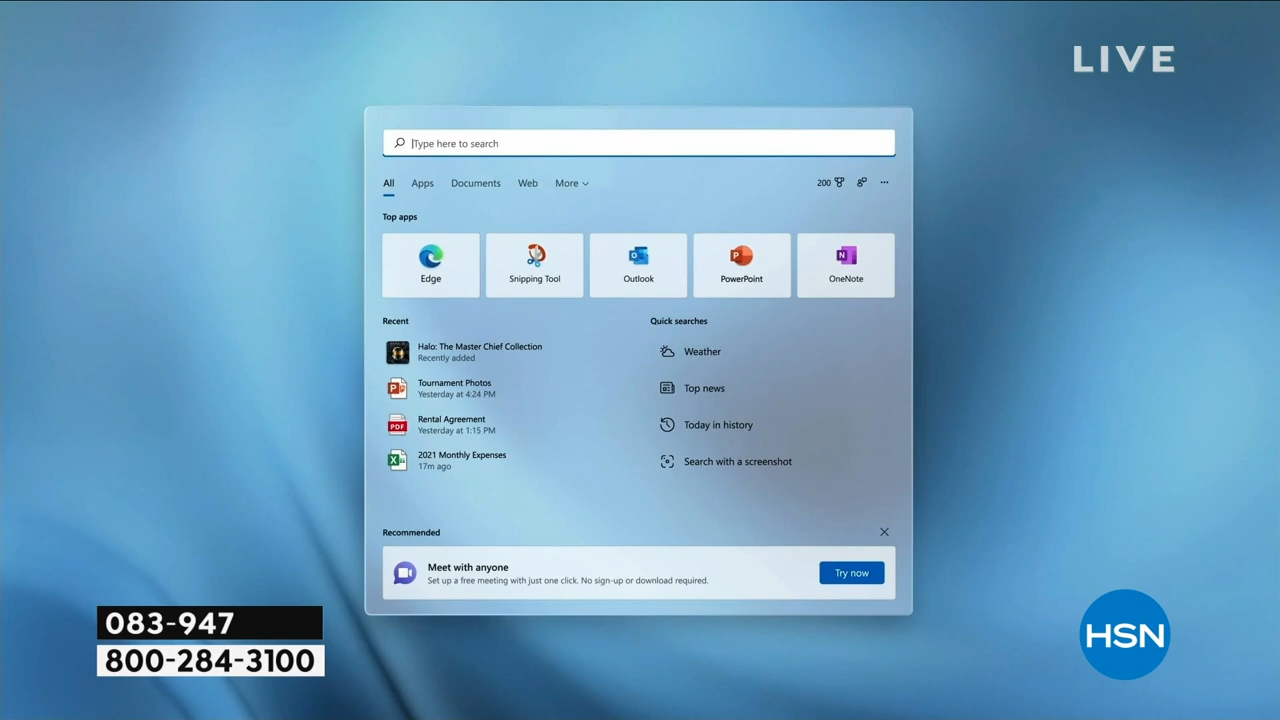 LIVE
Type here to search
All Apps Documents Web More 200 ...
Top apps
Edge Snipping Tool Outlook PowerPoint OneNote
Recent
Halo: The Master Chief Collection
Recently added
Tournament Photos
Yesterday at 4:24 PM
PDF
Rental Agreement
Yesterday at 1:15 PM
2021 Monthly Expenses
17m ago
Quick searches
Weather
Top news
Today in history
Search with a screenshot
Recommended
Meet with anyone
Set up a free meeting with just one click. No sign-up or download required.
Try now
083-947
800-284-3100
HSN